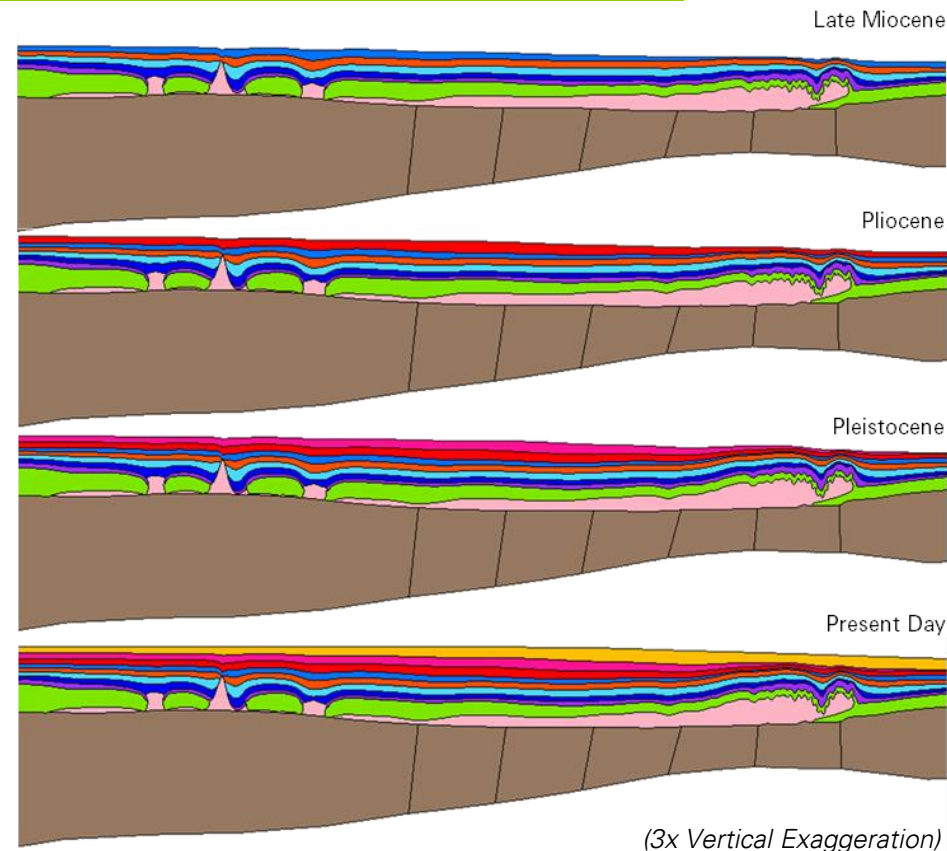 Late Miocene
Pliocene
Pleistocene
Present Day
(3x Vertical Exaggeration)